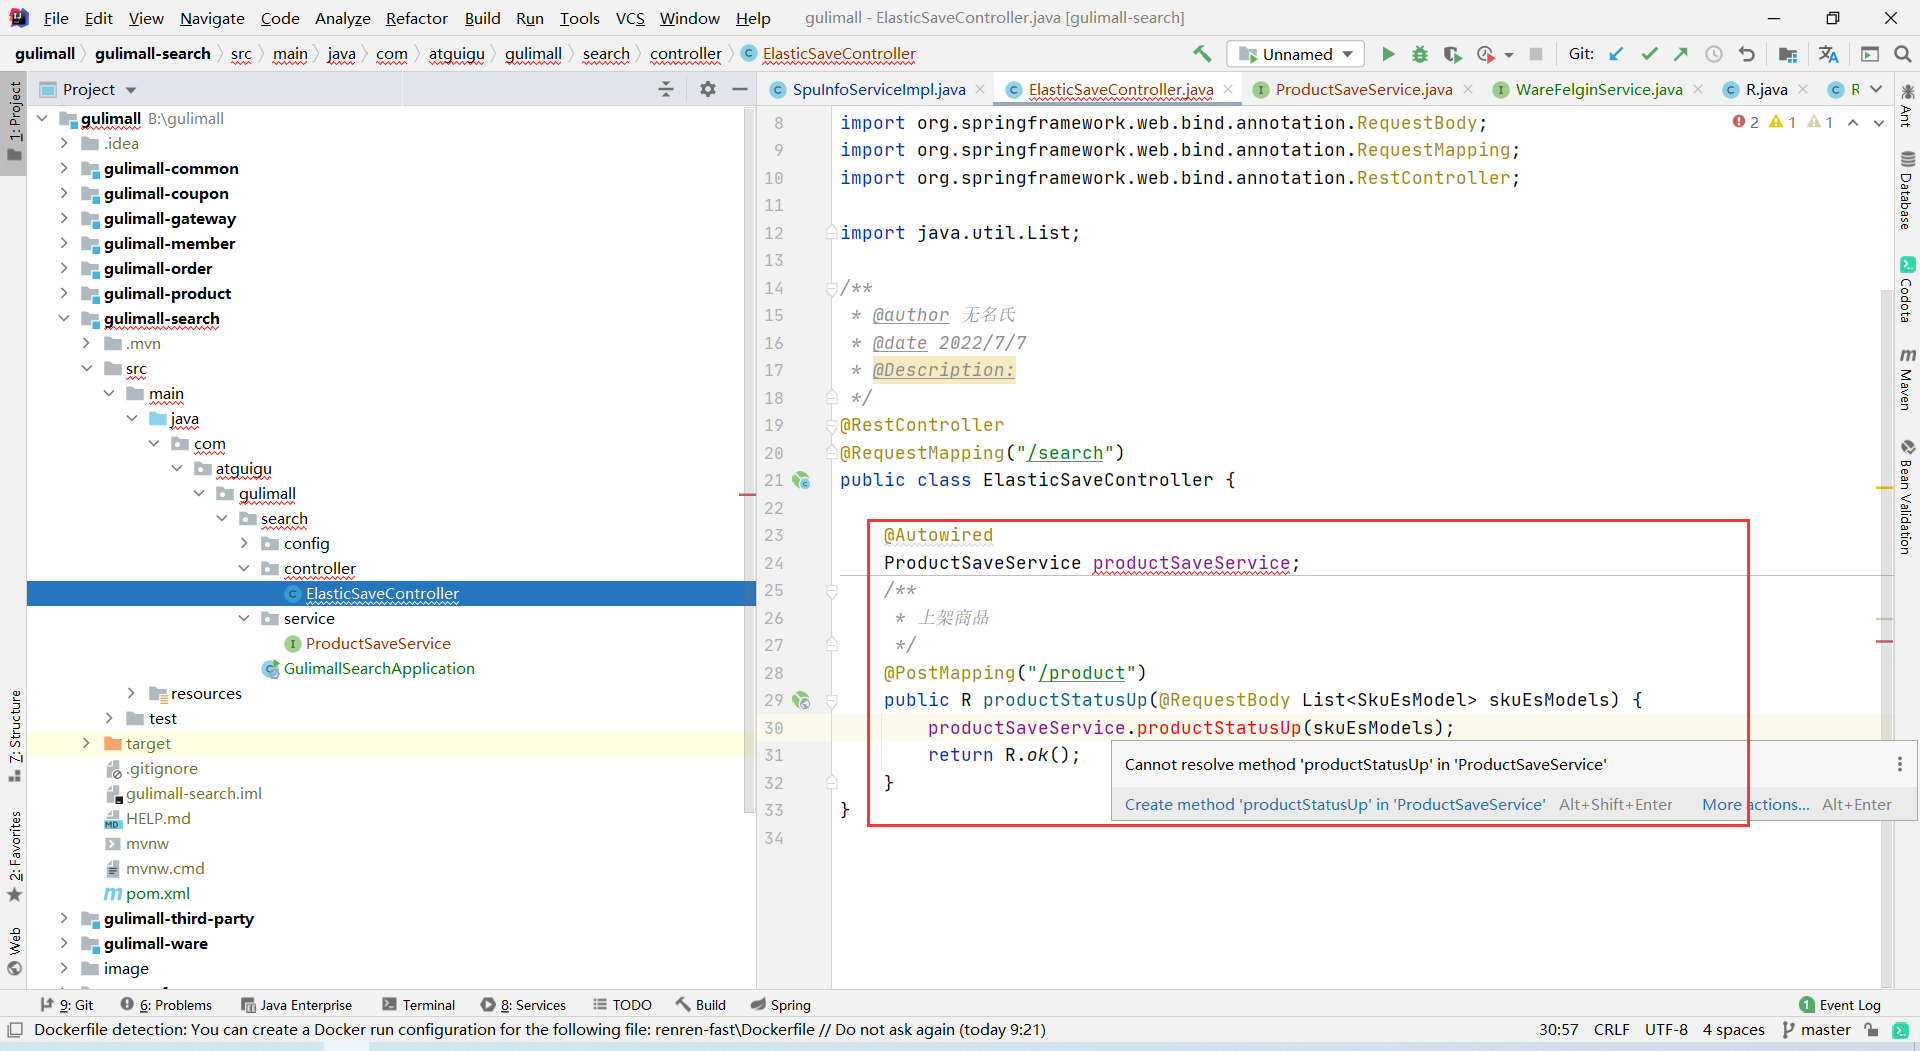 File Edit View Navigate Code Analyze Refactor Build Run Tools VCS Window Help gulimall - ElasticSaveController.java [gulimall-search]
gulimall gulimall-search src main java com atguigu gulimall search controller ElasticSaveController Unnamed Git:
Project
SpuInfoServiceImpl.java ElasticSaveController.java ProductSaveService.java WareFelginService.java R.java R
1: Project
7: Structure
2: Favorites
Web
gulimall B:\gulimall
.idea
gulimall-common
gulimall-coupon
gulimall-gateway
gulimall-member
gulimall-order
gulimall-product
gulimall-search
.mvn
src
main
java
com
atguigu
gulimall
search
config
controller
ElasticSaveController
service
ProductSaveService
GulimallSearchApplication
resources
test
target
.gitignore
gulimall-search.iml
HELP.md
mvnw
mvnw.cmd
pom.xml
gulimall-third-party
gulimall-ware
image
2 1 1
8 import org.springframework.web.bind.annotation.RequestBody;
9 import org.springframework.web.bind.annotation.RequestMapping;
10 import org.springframework.web.bind.annotation.RestController;
11
12 import java.util.List;
13
14 /**
15 * @author 无名氏
16 * @date 2022/7/7
17 * @Description:
18 */
19 @RestController
20 @RequestMapping("/search")
21 public class ElasticSaveController {
22
23 @Autowired
24 ProductSaveService productSaveService;
25 /**
26 * 上架商品
27 */
28 @PostMapping("/product")
29 public R productStatusUp(@RequestBody List<SkuEsModel> skuEsModels) {
30 productSaveService.productStatusUp(skuEsModels);
31 return R.ok();
32 }
33 }
34
Cannot resolve method 'productStatusUp' in 'ProductSaveService'
Create method 'productStatusUp' in 'ProductSaveService' Alt+Shift+Enter More actions... Alt+Enter
Ant
Database
Codota
Maven
Bean Validation
9: Git 6: Problems Java Enterprise Terminal 8: Services TODO Build Spring 1 Event Log
Dockerfile detection: You can create a Docker run configuration for the following file: renren-fast\Dockerfile // Do not ask again (today 9:21) 30:57 CRLF UTF-8 4 spaces master